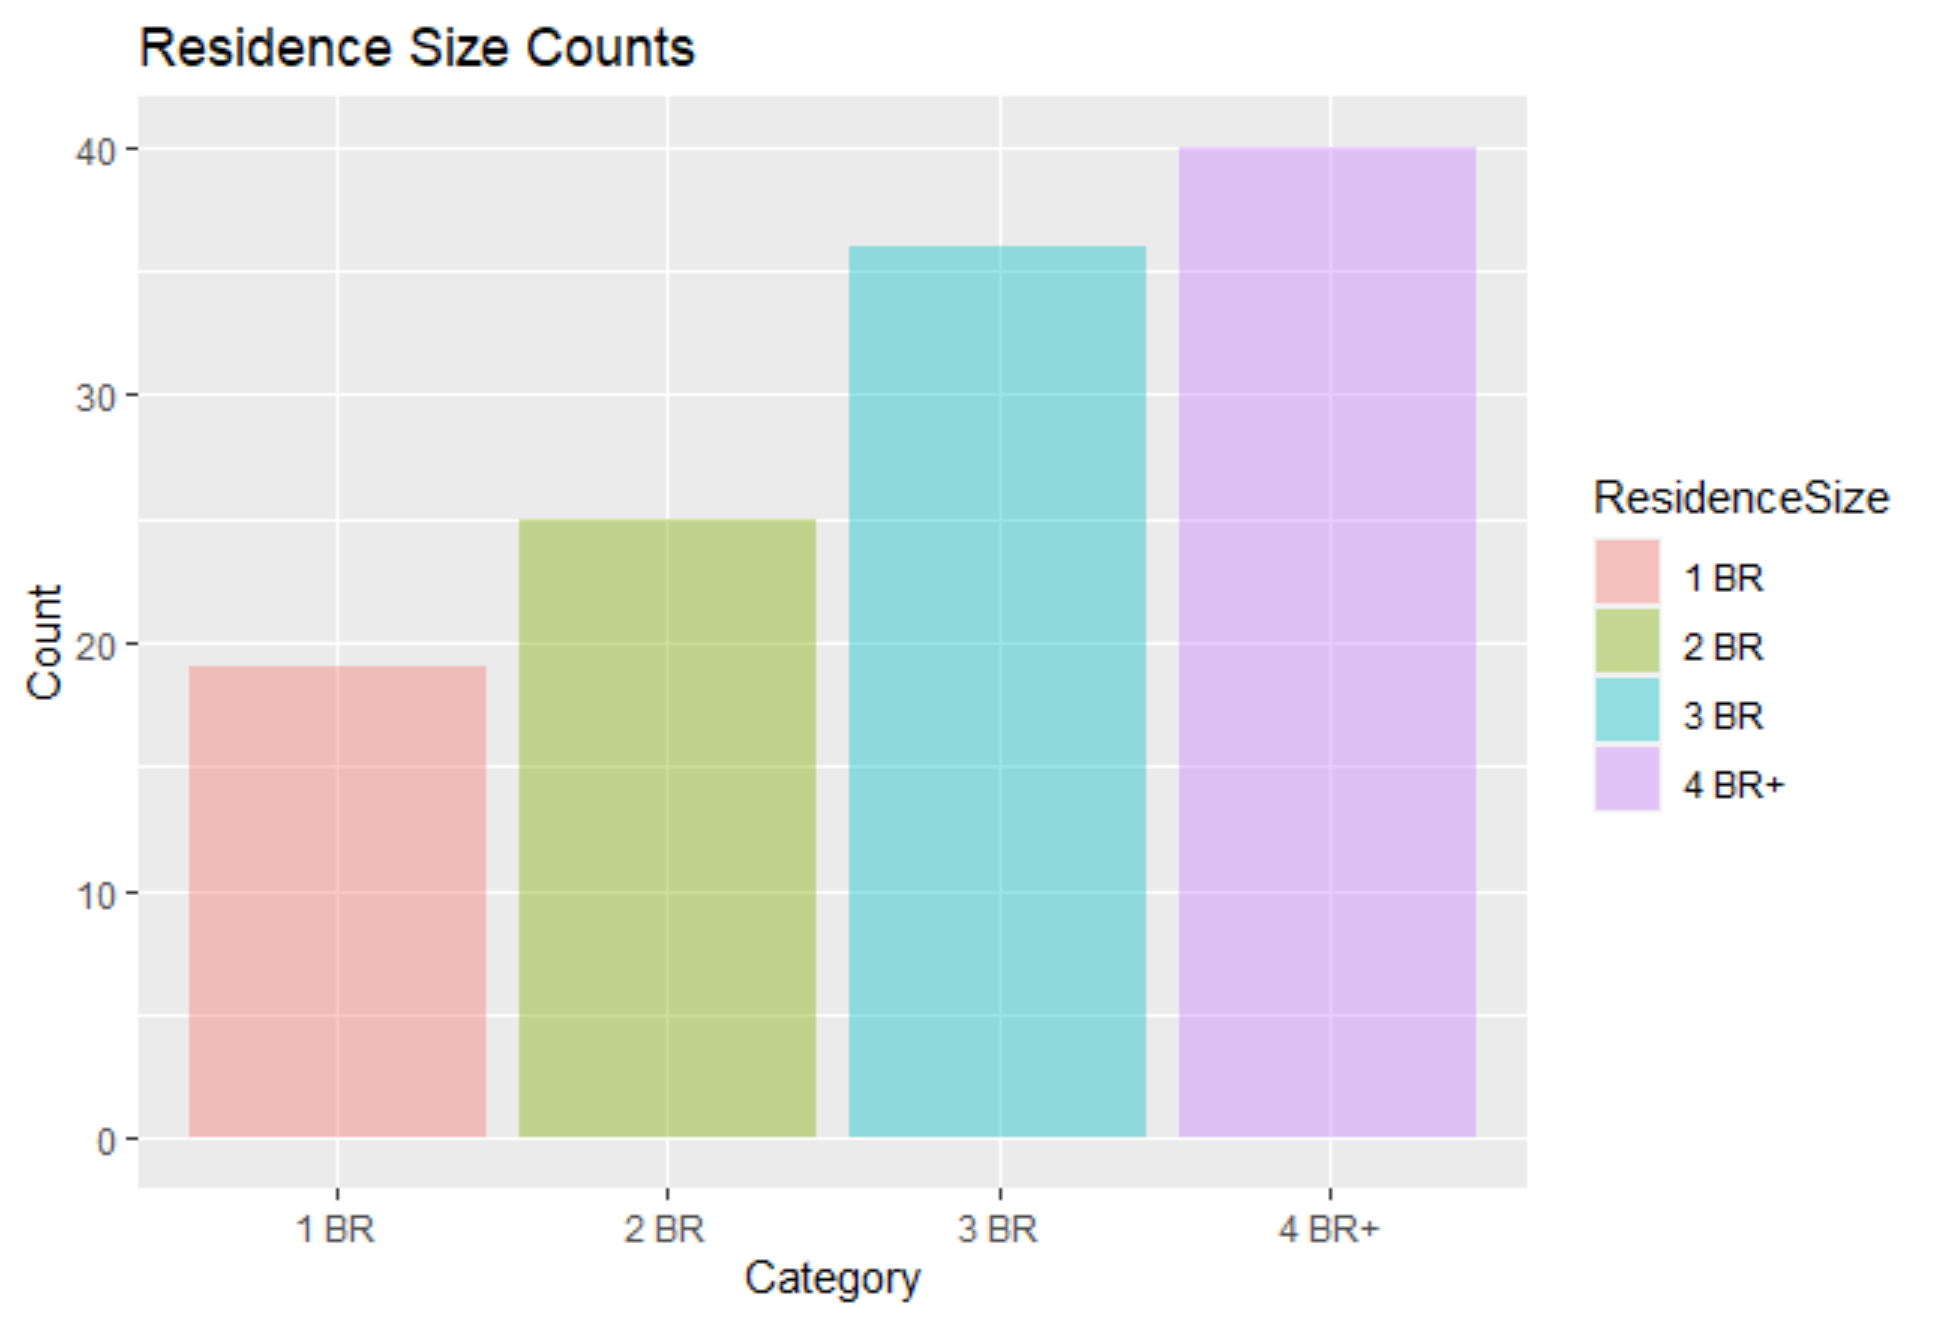 Residence Size Counts
40
30
20
10
0
Count
1 BR
2 BR
3 BR
4 BR+
Category
ResidenceSize
1 BR
2 BR
3 BR
4 BR+